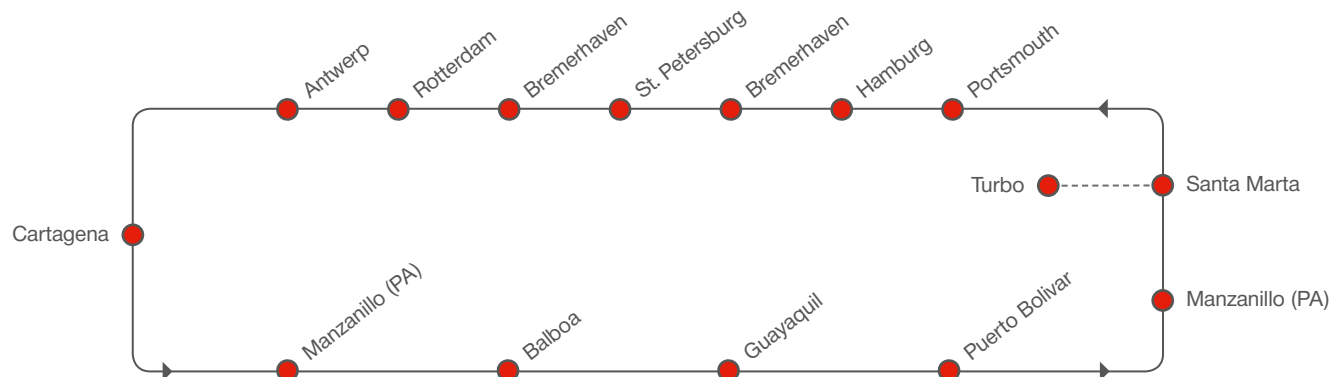 Antwerp
Rotterdam
Bremerhaven
St. Petersburg
Bremerhaven
Hamburg
Portsmouth
Turbo
Santa Marta
Cartagena
Manzanillo (PA)
Balboa
Guayaquil
Puerto Bolivar
Manzanillo (PA)